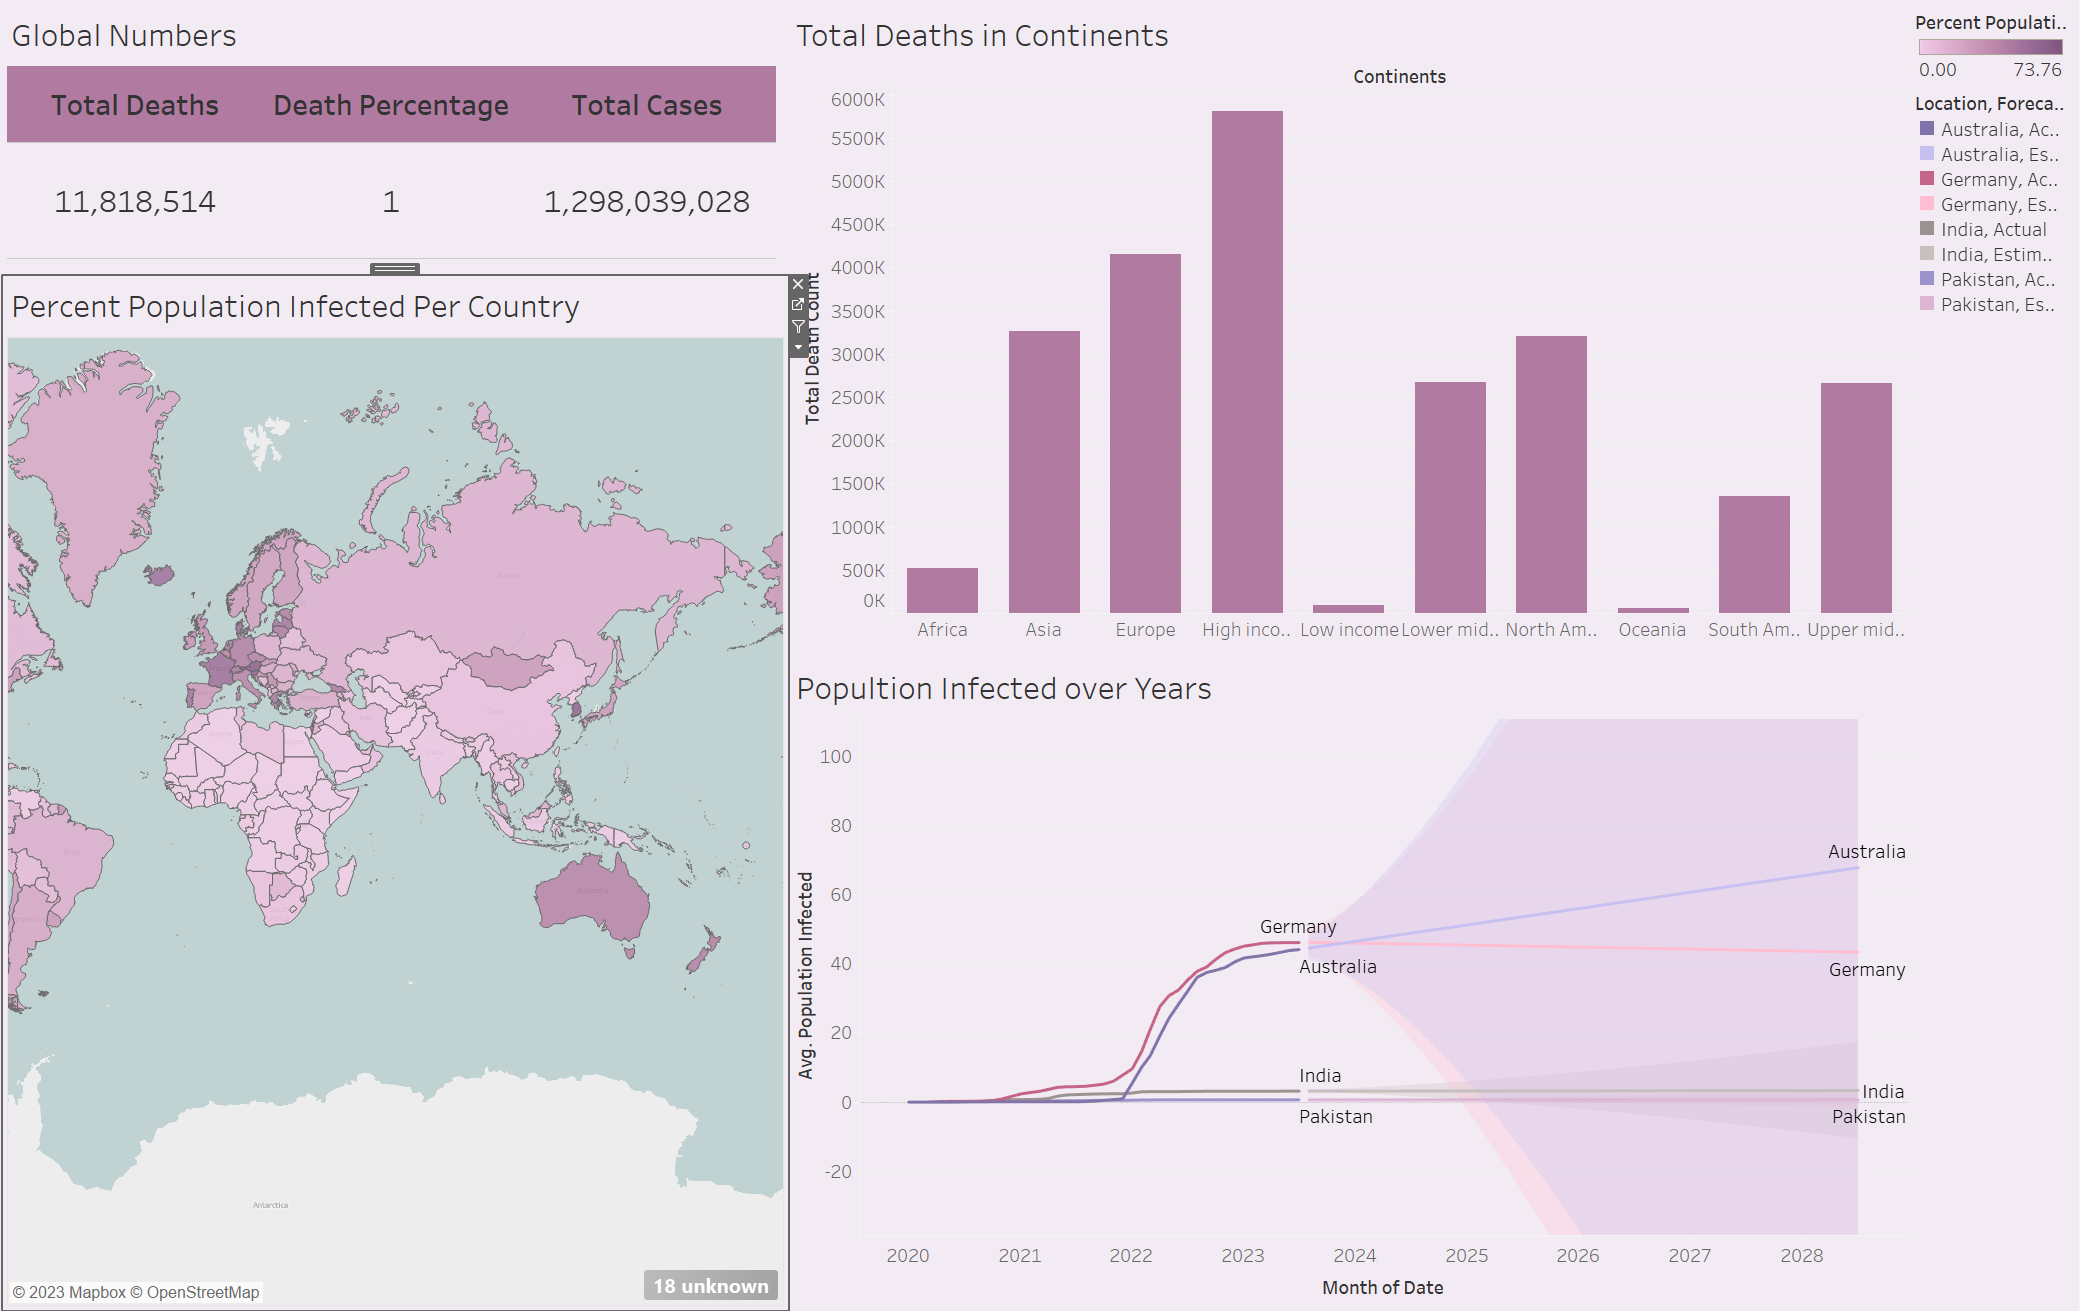 Global Numbers
Total Deaths Death Percentage Total Cases
11,818,514 1 1,298,039,028
Percent Population Infected Per Country
Antarctica
© 2023 Mapbox © OpenStreetMap
18 unknown
Total Deaths in Continents
Continents
Total Death Count
6000K
5500K
5000K
4500K
4000K
3500K
3000K
2500K
2000K
1500K
1000K
500K
0K
Africa Asia Europe High inco.. Low income Lower mid.. North Am.. Oceania South Am.. Upper mid..
Popultion Infected over Years
Avg. Population Infected
100
80
60
40
20
0
-20
Germany
Australia
India
Pakistan
Australia
Germany
India
Pakistan
2020 2021 2022 2023 2024 2025 2026 2027 2028
Month of Date
Percent Populati..
0.00 73.76
Location, Foreca..
Australia, Ac..
Australia, Es..
Germany, Ac..
Germany, Es..
India, Actual
India, Estim..
Pakistan, Ac..
Pakistan, Es..